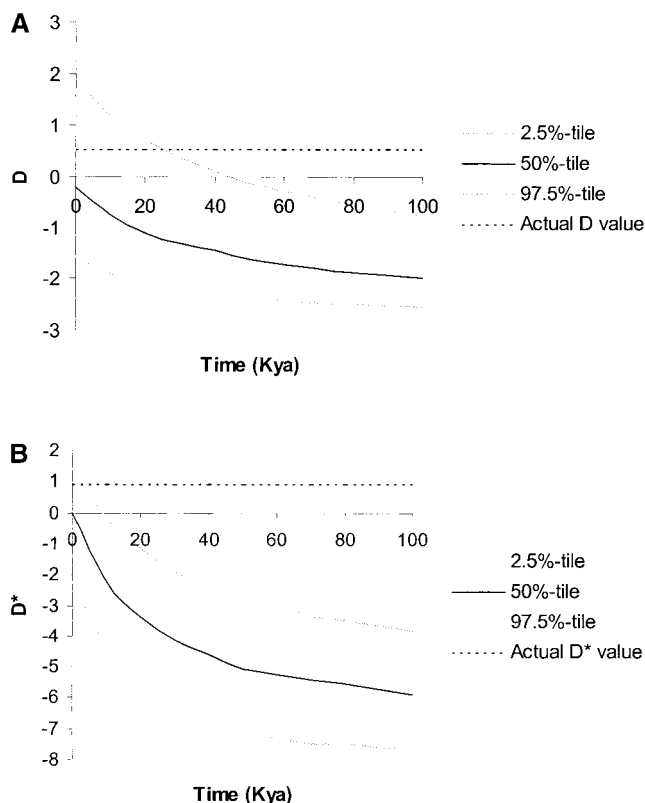 A
3
2
1
0
-1
-2
-3
D
0 20 40 60 80 100
Time (Kya)
2.5%-tile
50%-tile
97.5%-tile
Actual D value
B
2
1
0
-1
-2
-3
-4
-5
-6
-7
-8
D*
0 20 40 60 80 100
Time (Kya)
2.5%-tile
50%-tile
97.5%-tile
Actual D* value